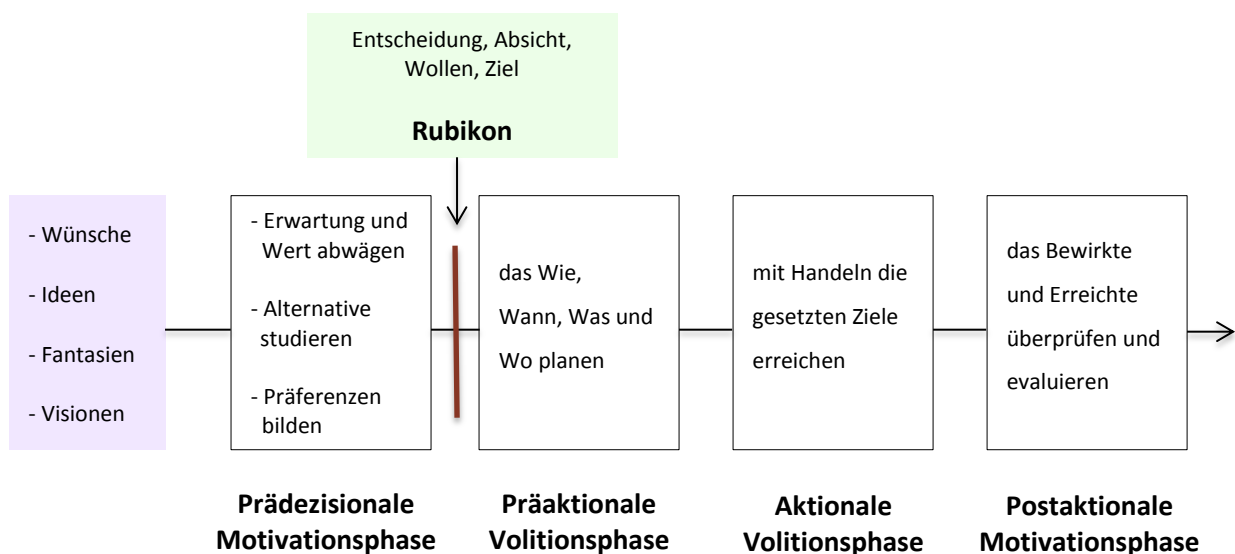 Entscheidung, Absicht,
Wollen, Ziel
Rubikon
- Wünsche
- Ideen
- Fantasien
- Visionen
- Erwartung und
Wert abwägen
- Alternative
studieren
- Präferenzen
bilden
das Wie,
Wann, Was und
Wo planen
mit Handeln die
gesetzten Ziele
erreichen
das Bewirkte
und Erreichte
überprüfen und
evaluieren
Prädezisionale
Motivationsphase
Präaktionale
Volitionsphase
Aktionale
Volitionsphase
Postaktionale
Motivationsphase